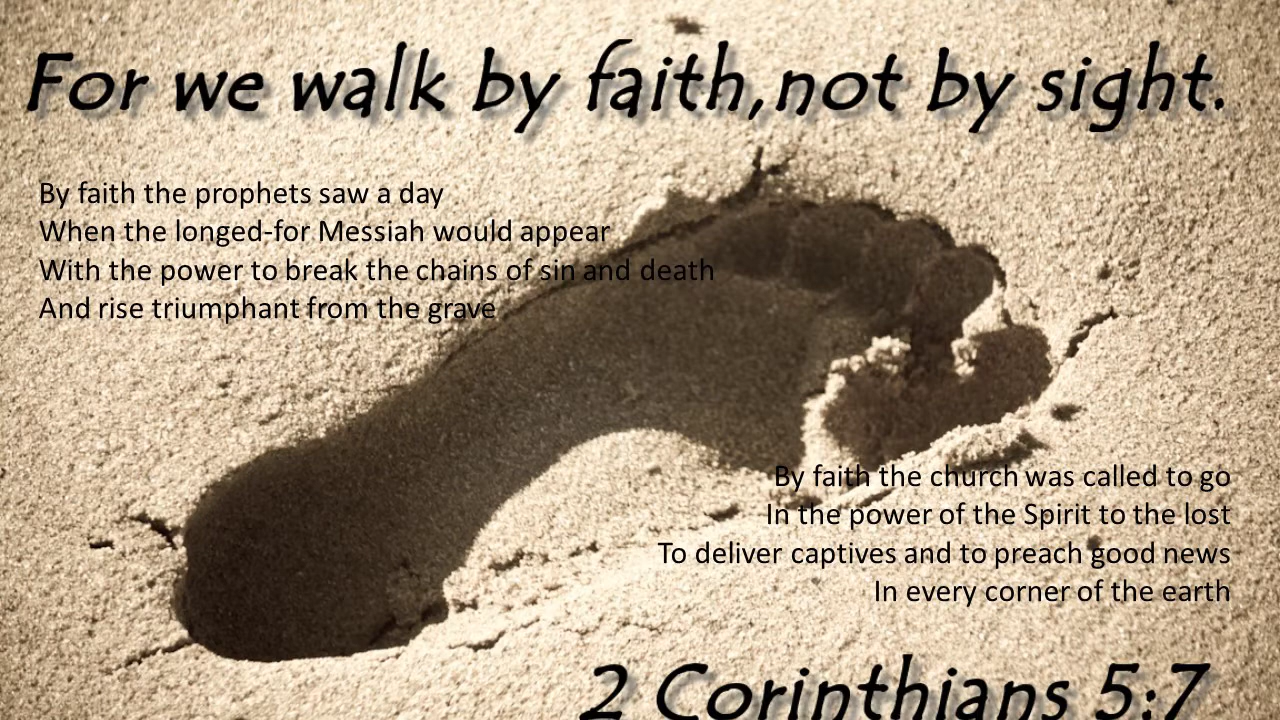 For we walk by faith,not by sight.
By faith the prophets saw a day
When the longed-for Messiah would appear
With the power to break the chains of sin and death
And rise triumphant from the grave
By faith the church was called to go
In the power of the Spirit to the lost
To deliver captives and to preach good news
In every corner of the earth
2 Corinthians 5:7